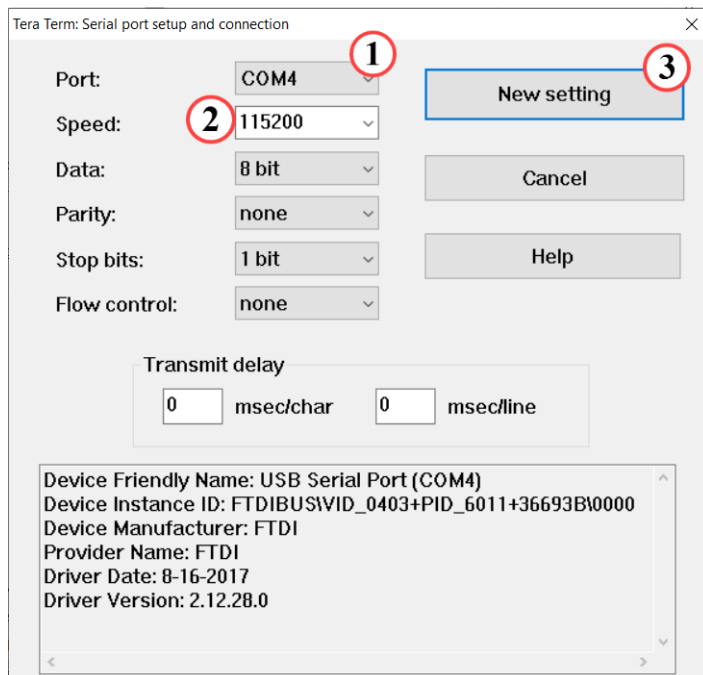 Tera Term: Serial port setup and connection
1
3
Port: COM4 New setting
2
Speed: 115200
Data: 8 bit Cancel
Parity: none
Stop bits: 1 bit Help
Flow control: none
Transmit delay
0 msec/char 0 msec/line
Device Friendly Name: USB Serial Port (COM4)
Device Instance ID: FTDIBUS\VID_0403+PID_6011+36693B\0000
Device Manufacturer: FTDI
Provider Name: FTDI
Driver Date: 8-16-2017
Driver Version: 2.12.28.0